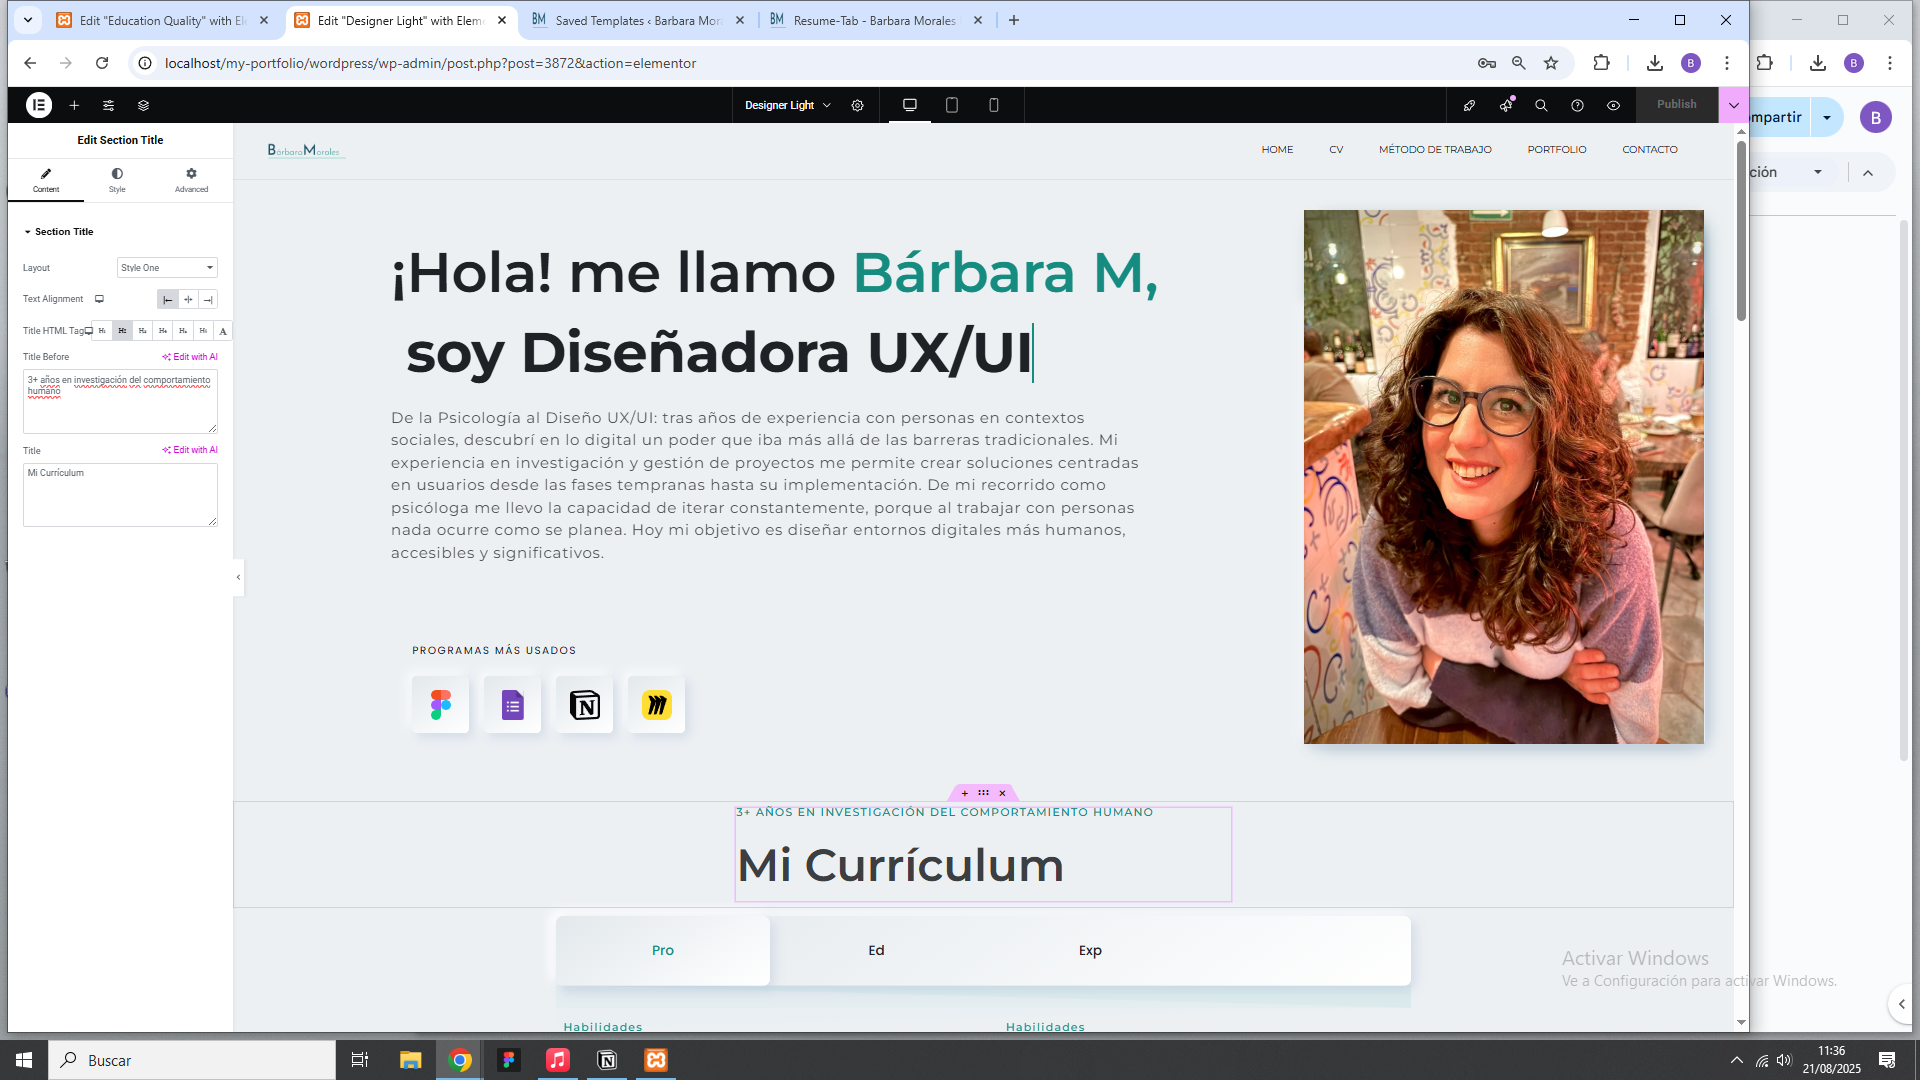 Edit "Education Quality" with El
Edit "Designer Light" with Eleme
Saved Templates ‹ Barbara Mora
Resume-Tab - Barbara Morales
localhost/my-portfolio/wordpress/wp-admin/post.php?post=3872&action=elementor
B
B
Designer Light
Publish
mpartir
B
ción
Edit Section Title
Content
Style
Advanced
Section Title
Layout
Style One
Text Alignment
Title HTML Tag
Title Before
Edit with AI
3+ años en investigación del comportamiento
humano
Title
Edit with AI
Mi Currículum
BárbaraMorales
HOME
CV
MÉTODO DE TRABAJO
PORTFOLIO
CONTACTO
¡Hola! me llamo Bárbara M,
soy Diseñadora UX/UI
De la Psicología al Diseño UX/UI: tras años de experiencia con personas en contextos
sociales, descubrí en lo digital un poder que iba más allá de las barreras tradicionales. Mi
experiencia en investigación y gestión de proyectos me permite crear soluciones centradas
en usuarios desde las fases tempranas hasta su implementación. De mi recorrido como
psicóloga me llevo la capacidad de iterar constantemente, porque al trabajar con personas
nada ocurre como se planea. Hoy mi objetivo es diseñar entornos digitales más humanos,
accesibles y significativos.
PROGRAMAS MÁS USADOS
3+ AÑOS EN INVESTIGACIÓN DEL COMPORTAMIENTO HUMANO
Mi Currículum
Pro
Ed
Exp
Habilidades
Habilidades
Activar Windows
Ve a Configuración para activar Windows.
Buscar
11:36
21/08/2025